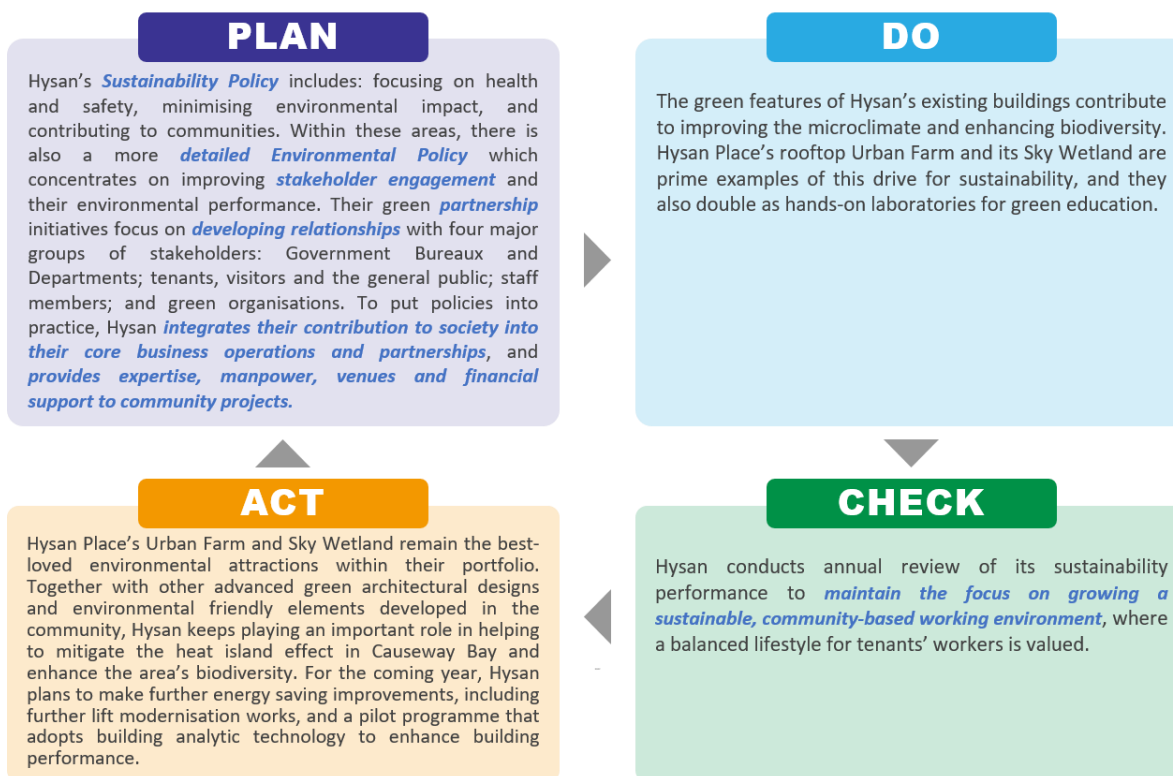 PLAN
Hysan's Sustainability Policy includes: focusing on health
and safety, minimising environmental impact, and
contributing to communities. Within these areas, there is
also a more detailed Environmental Policy which
concentrates on improving stakeholder engagement and
their environmental performance. Their green partnership
initiatives focus on developing relationships with four major
groups of stakeholders: Government Bureaux and
Departments; tenants, visitors and the general public; staff
members; and green organisations. To put policies into
practice, Hysan integrates their contribution to society into
their core business operations and partnerships, and
provides expertise, manpower, venues and financial
support to community projects.
DO
The green features of Hysan's existing buildings contribute
to improving the microclimate and enhancing biodiversity.
Hysan Place's rooftop Urban Farm and its Sky Wetland are
prime examples of this drive for sustainability, and they
also double as hands-on laboratories for green education.
CHECK
Hysan conducts annual review of its sustainability
performance to maintain the focus on growing a
sustainable, community-based working environment, where
a balanced lifestyle for tenants' workers is valued.
ACT
Hysan Place's Urban Farm and Sky Wetland remain the best-
loved environmental attractions within their portfolio.
Together with other advanced green architectural designs
and environmental friendly elements developed in the
community, Hysan keeps playing an important role in helping
to mitigate the heat island effect in Causeway Bay and
enhance the area's biodiversity. For the coming year, Hysan
plans to make further energy saving improvements, including
further lift modernisation works, and a pilot programme that
adopts building analytic technology to enhance building
performance.